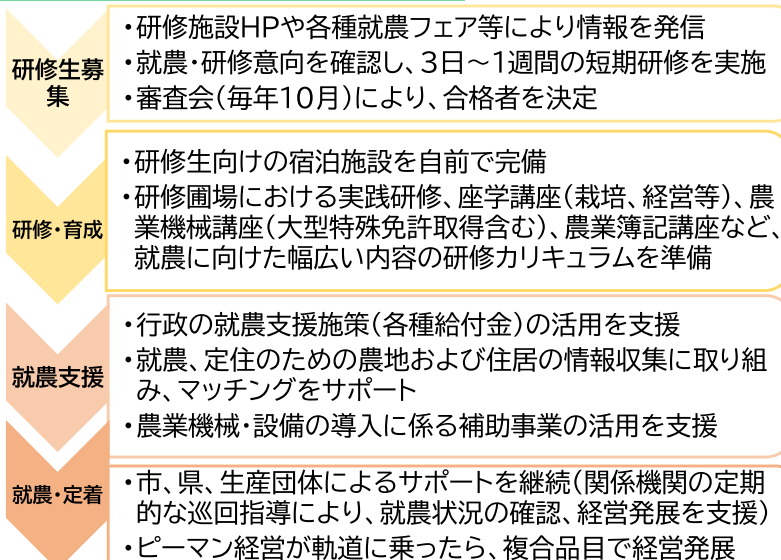 研修生募
集
・研修施設HPや各種就農フェア等により情報を発信
・就農・研修意向を確認し、3日～1週間の短期研修を実施
・審査会(毎年10月)により、合格者を決定
研修・育成
・研修生向けの宿泊施設を自前で完備
・研修圃場における実践研修、座学講座(栽培、経営等)、農
業機械講座(大型特殊免許取得含む)、農業簿記講座など、
就農に向けた幅広い内容の研修カリキュラムを準備
就農支援
・行政の就農支援施策(各種給付金)の活用を支援
・就農、定住のための農地および住居の情報収集に取り組
み、マッチングをサポート
・農業機械・設備の導入に係る補助事業の活用を支援
就農・定着
・市、県、生産団体によるサポートを継続(関係機関の定期
的な巡回指導により、就農状況の確認、経営発展を支援)
・ピーマン経営が軌道に乗ったら、複合品目で経営発展